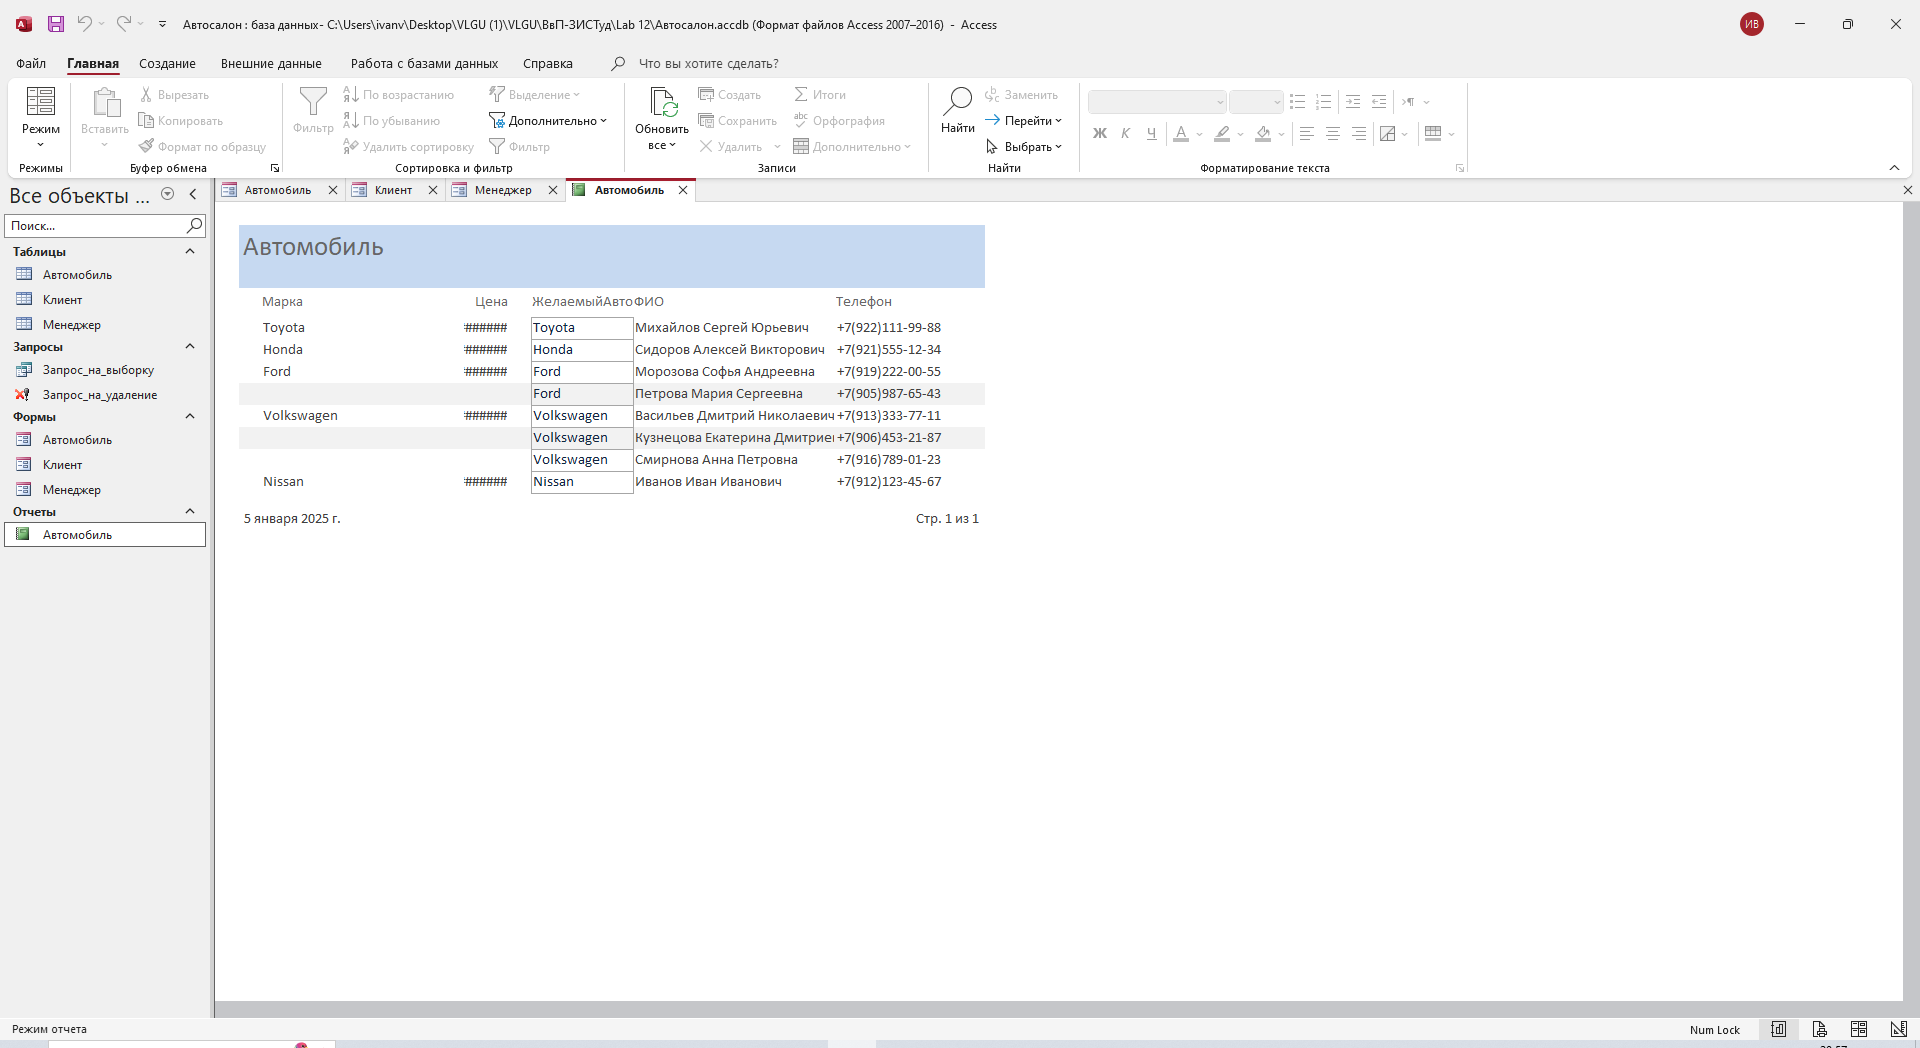 Автосалон : база данных- C:\Users\ivanv\Desktop\VLGU (1)\VLGU\ВвП-ЗИСТуд\Lab 12\Автосалон.accdb (Формат файлов Access 2007–2016) - Access
ИВ
Файл Главная Создание Внешние данные Работа с базами данных Справка Что вы хотите сделать?
Режим
Режимы
Вставить
Вырезать
Копировать
Формат по образцу
Буфер обмена
Фильтр
По возрастанию
По убыванию
Удалить сортировку
Выделение
Дополнительно
Фильтр
Сортировка и фильтр
Обновить
все
Создать
Сохранить
Удалить
Итоги
Орфография
Дополнительно
Записи
Найти
Заменить
Перейти
Выбрать
Найти
Ж К Ч
Форматирование текста
Все объекты ...
Поиск...
Таблицы
Автомобиль
Клиент
Менеджер
Запросы
Запрос_на_выборку
Запрос_на_удаление
Формы
Автомобиль
Клиент
Менеджер
Отчеты
Автомобиль
Автомобиль Клиент Менеджер Автомобиль
Автомобиль
Марка Цена ЖелаемыйАвто ФИО Телефон
Toyota ###### Toyota Михайлов Сергей Юрьевич +7(922)111-99-88
Honda ###### Honda Сидоров Алексей Викторович +7(921)555-12-34
Ford ###### Ford Морозова Софья Андреевна +7(919)222-00-55
Ford Петрова Мария Сергеевна +7(905)987-65-43
Volkswagen ###### Volkswagen Васильев Дмитрий Николаевич +7(913)333-77-11
Volkswagen Кузнецова Екатерина Дмитрие +7(906)453-21-87
Volkswagen Смирнова Анна Петровна +7(916)789-01-23
Nissan ###### Nissan Иванов Иван Иванович +7(912)123-45-67
5 января 2025 г. Стр. 1 из 1
Режим отчета
Num Lock